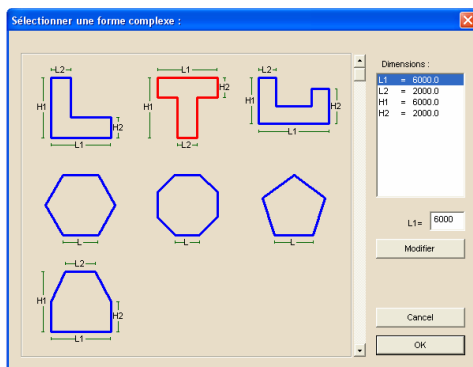 Sélectionner une forme complexe :
L2
H1
H2
L1
L1
H1
H2
L2
L2
H1
H2
L1
L
L
L
L2
H1
H2
L1
Dimensions :
L1 = 6000.0
L2 = 2000.0
H1 = 6000.0
H2 = 2000.0
L1= 6000
Modifier
Cancel
OK